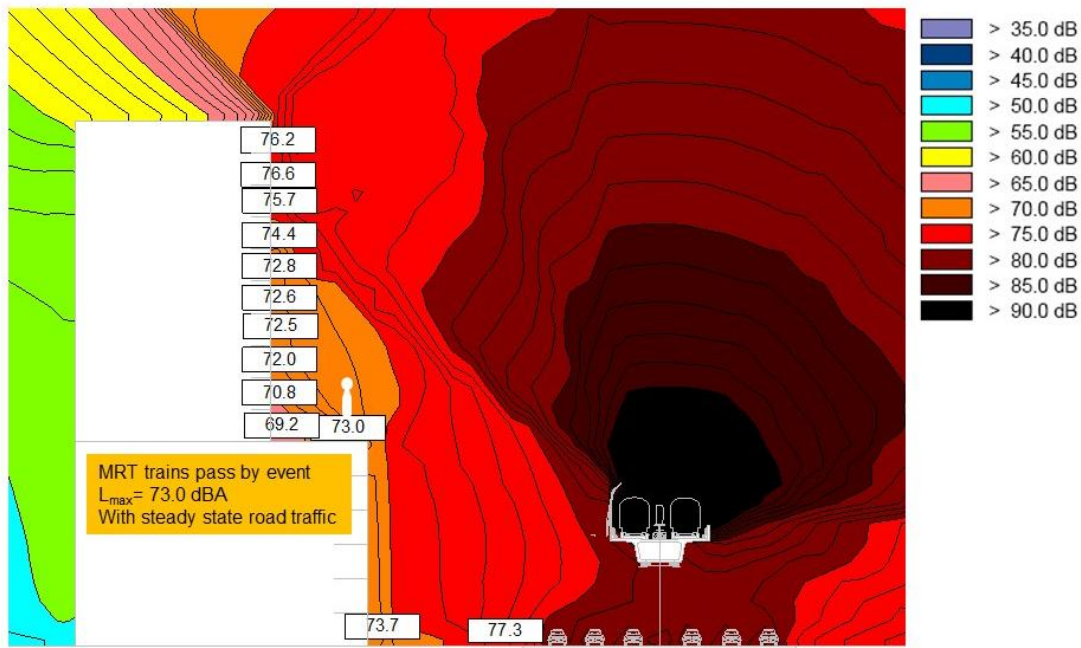 > 35.0 dB
> 40.0 dB
> 45.0 dB
> 50.0 dB
> 55.0 dB
> 60.0 dB
> 65.0 dB
> 70.0 dB
> 75.0 dB
> 80.0 dB
> 85.0 dB
> 90.0 dB
76.2
76.6
75.7
74.4
72.8
72.6
72.5
72.0
70.8
69.2 73.0
MRT trains pass by event
Lmax= 73.0 dBA
With steady state road traffic
73.7 77.3